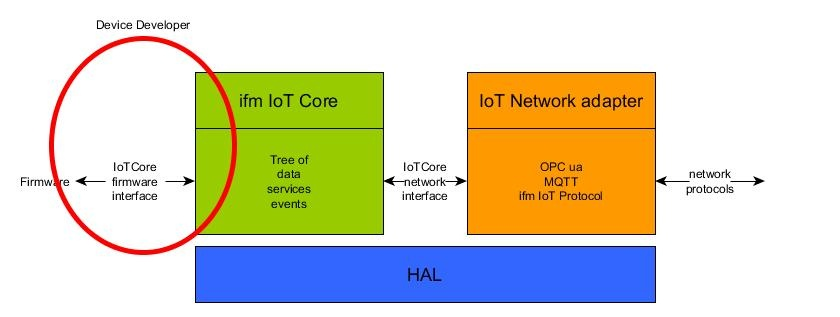 Device Developer
ifm IoT Core
IoT Network adapter
Firmware
IoTCore
firmware
interface
Tree of
data
services
events
IoTCore
network
interface
OPC ua
MQTT
ifm IoT Protocol
network
protocols
HAL